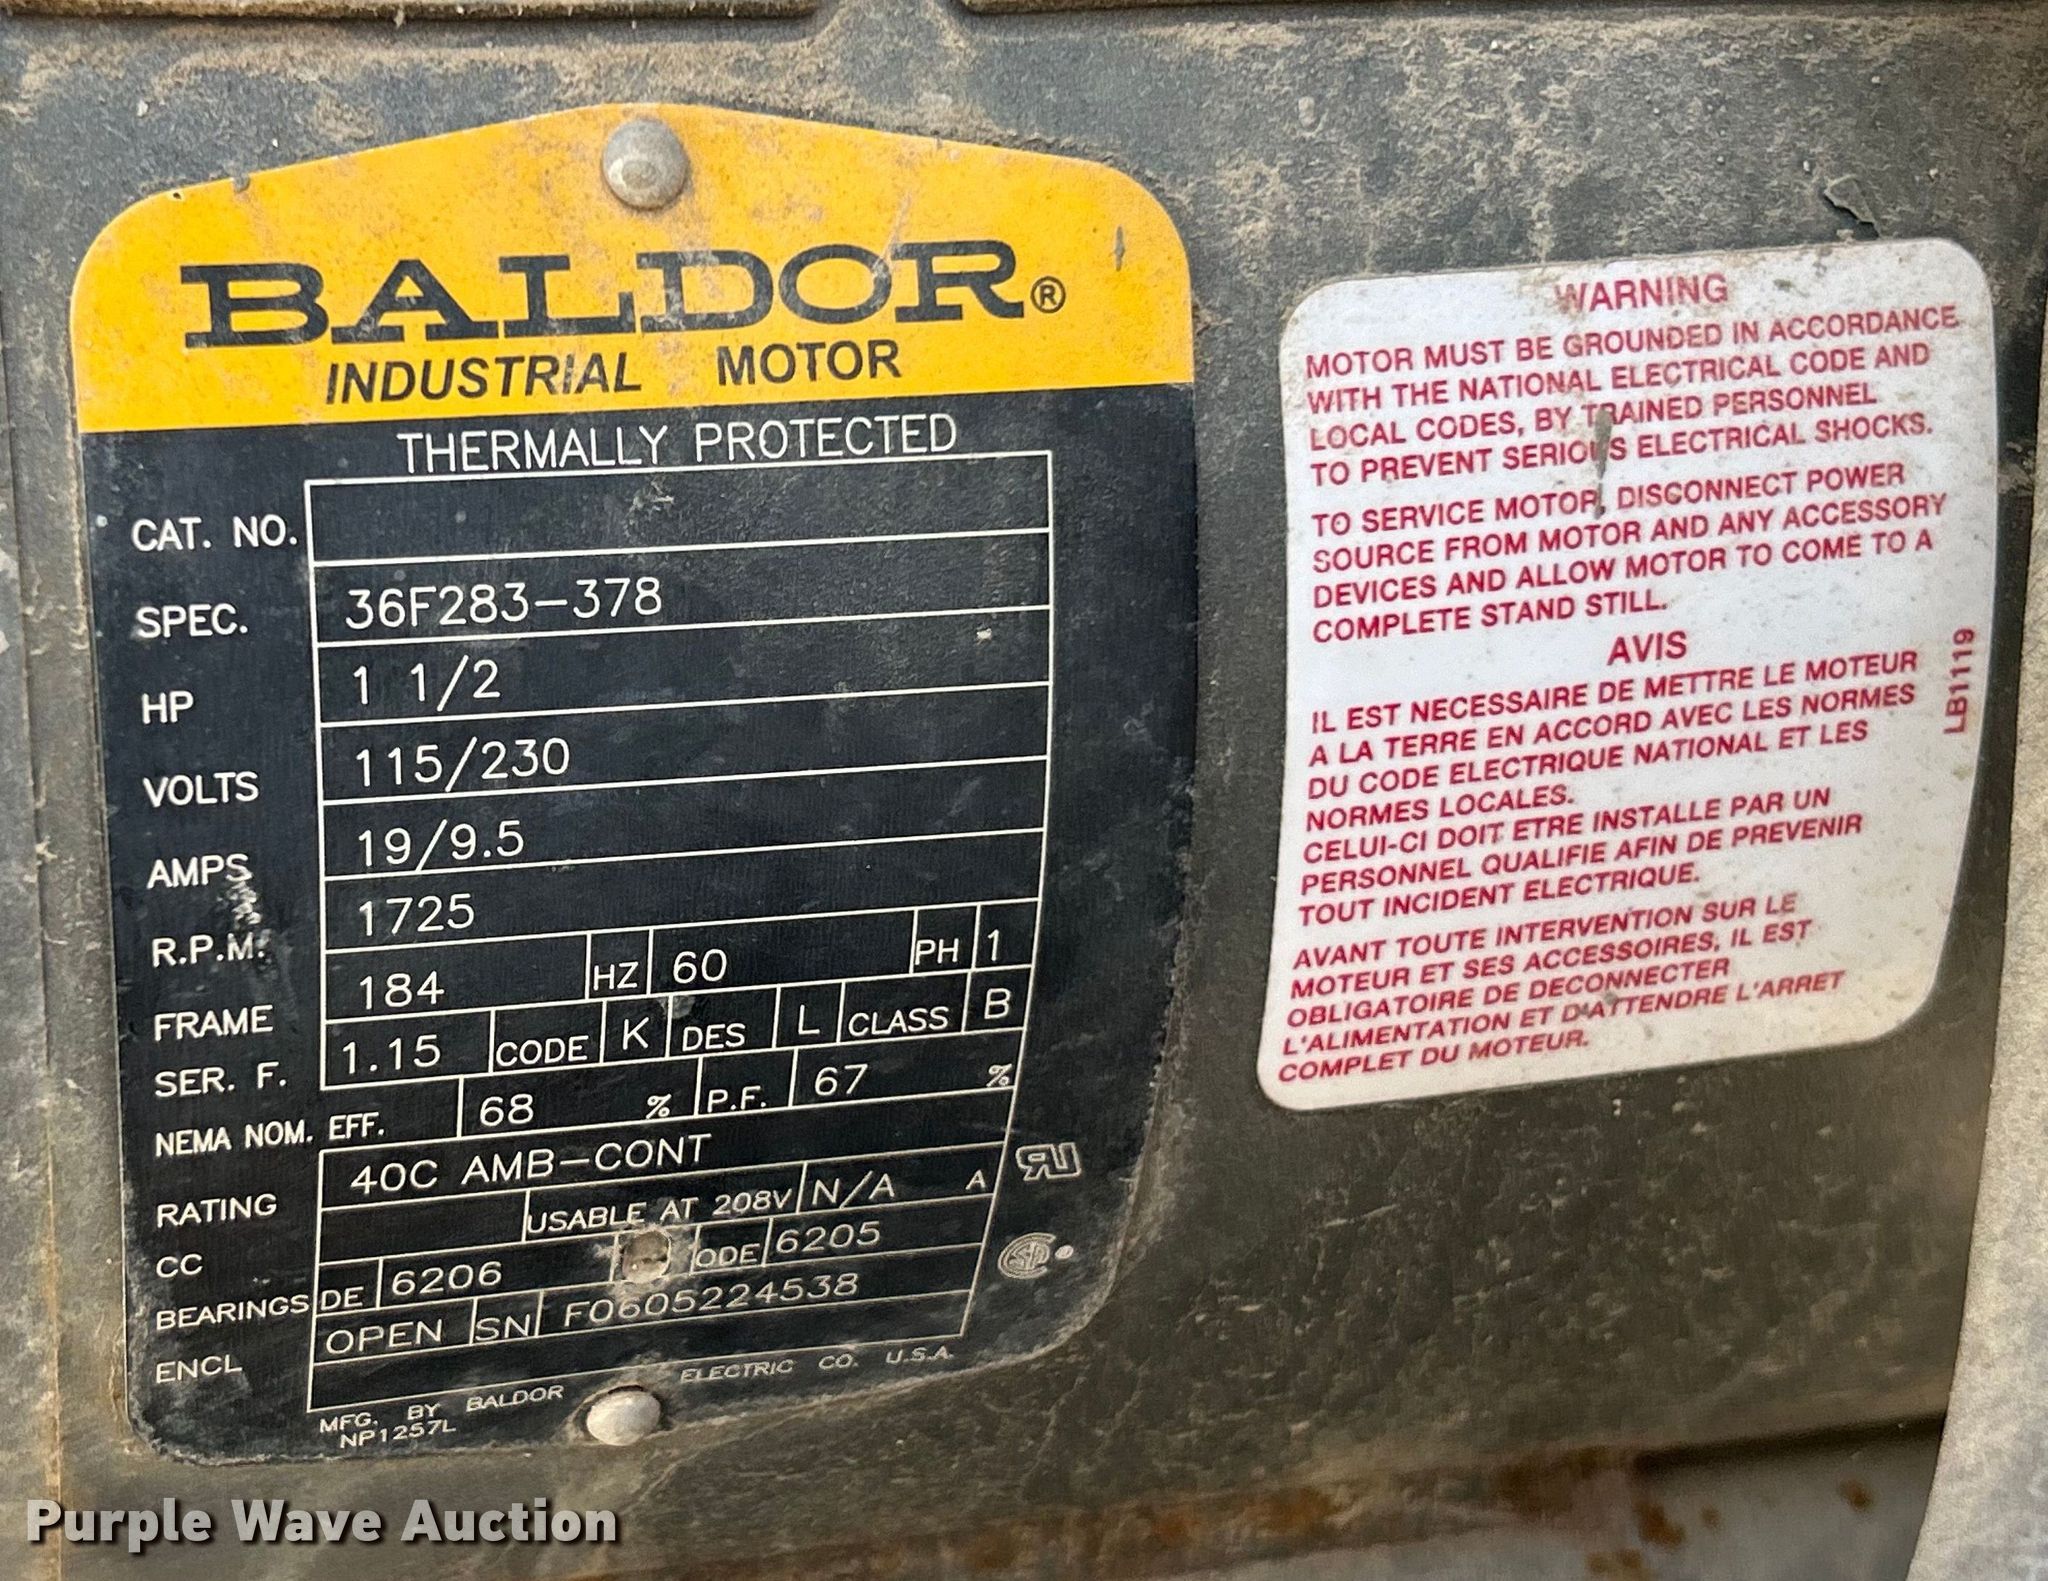 BALDOR®
INDUSTRIAL MOTOR
THERMALLY PROTECTED
CAT. NO.
SPEC. 36F283-378
HP 1 1/2
VOLTS 115/230
AMPS 19/9.5
R.P.M. 1725
FRAME 184 HZ 60 PH 1
SER. F. 1.15 CODE K DES L CLASS B
NEMA NOM. EFF. 68 % P.F. 67 %
RATING 40C AMB-CONT
CC USABLE AT 208V N/A A
BEARINGS DE 6206 ODE 6205
ENCL OPEN SN F0605224538
MFG. BY BALDOR ELECTRIC CO. U.S.A.
NP1257L
WARNING
MOTOR MUST BE GROUNDED IN ACCORDANCE
WITH THE NATIONAL ELECTRICAL CODE AND
LOCAL CODES, BY TRAINED PERSONNEL
TO PREVENT SERIOUS ELECTRICAL SHOCKS.
TO SERVICE MOTOR, DISCONNECT POWER
SOURCE FROM MOTOR AND ANY ACCESSORY
DEVICES AND ALLOW MOTOR TO COME TO A
COMPLETE STAND STILL.
AVIS
IL EST NECESSAIRE DE METTRE LE MOTEUR
A LA TERRE EN ACCORD AVEC LES NORMES
DU CODE ELECTRIQUE NATIONAL ET LES
NORMES LOCALES.
CELUI-CI DOIT ETRE INSTALLE PAR UN
PERSONNEL QUALIFIE AFIN DE PREVENIR
TOUT INCIDENT ELECTRIQUE.
AVANT TOUTE INTERVENTION SUR LE
MOTEUR ET SES ACCESSOIRES, IL EST
OBLIGATOIRE DE DECONNECTER
L'ALIMENTATION ET D'ATTENDRE L'ARRET
COMPLET DU MOTEUR.
LB1119
Purple Wave Auction